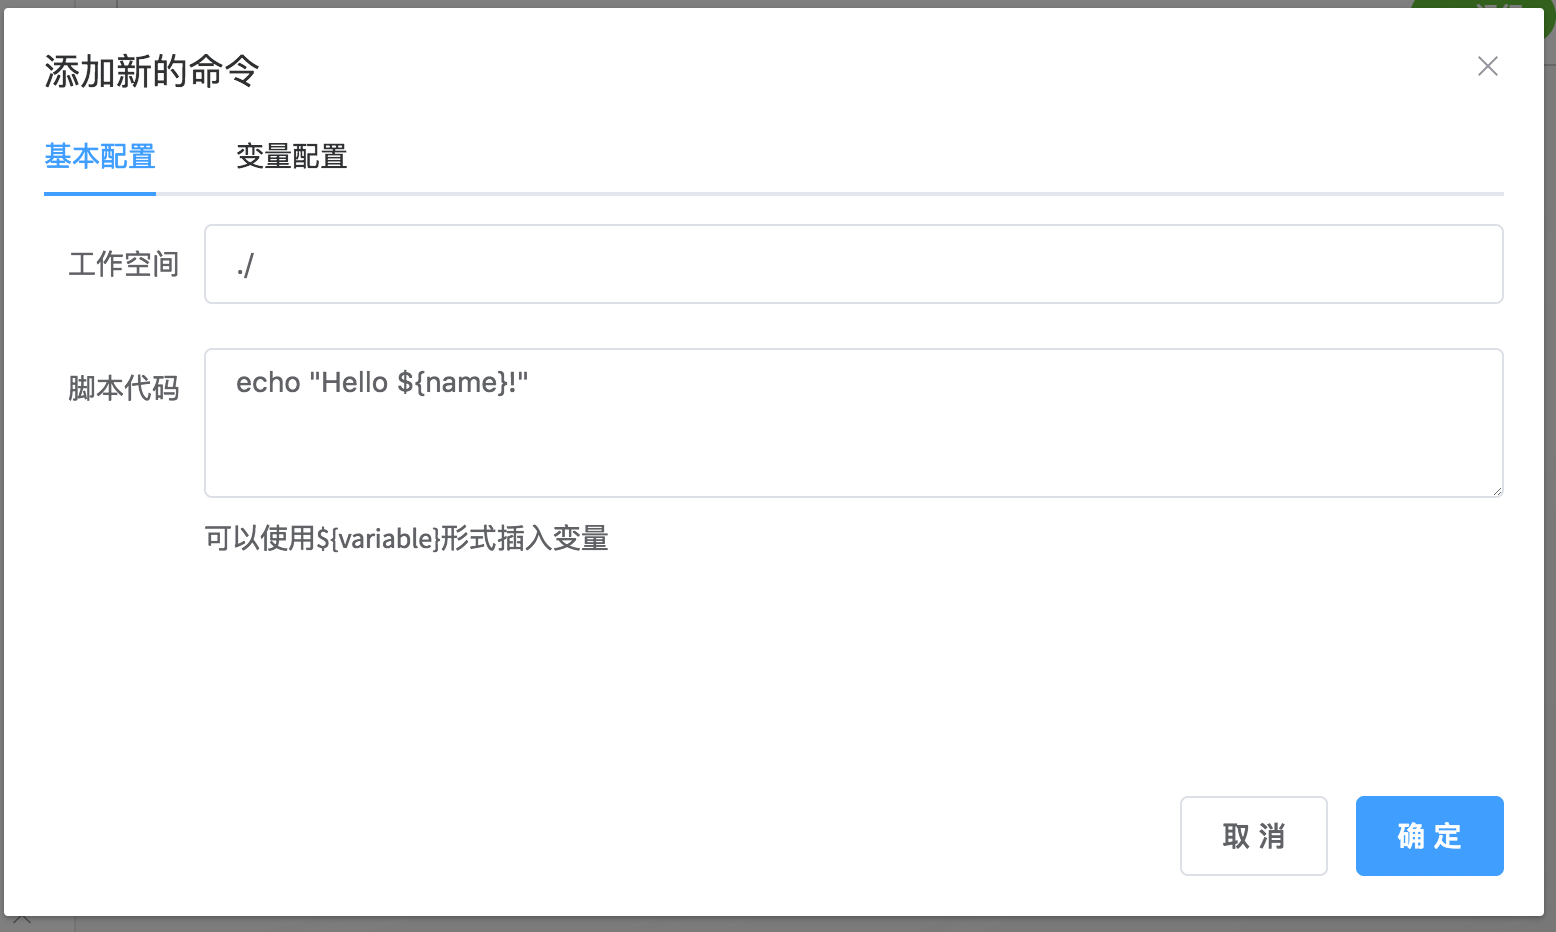 添加新的命令
基本配置 变量配置
工作空间 ./
脚本代码 echo "Hello ${name}!"
可以使用${variable}形式插入变量
取 消 确 定